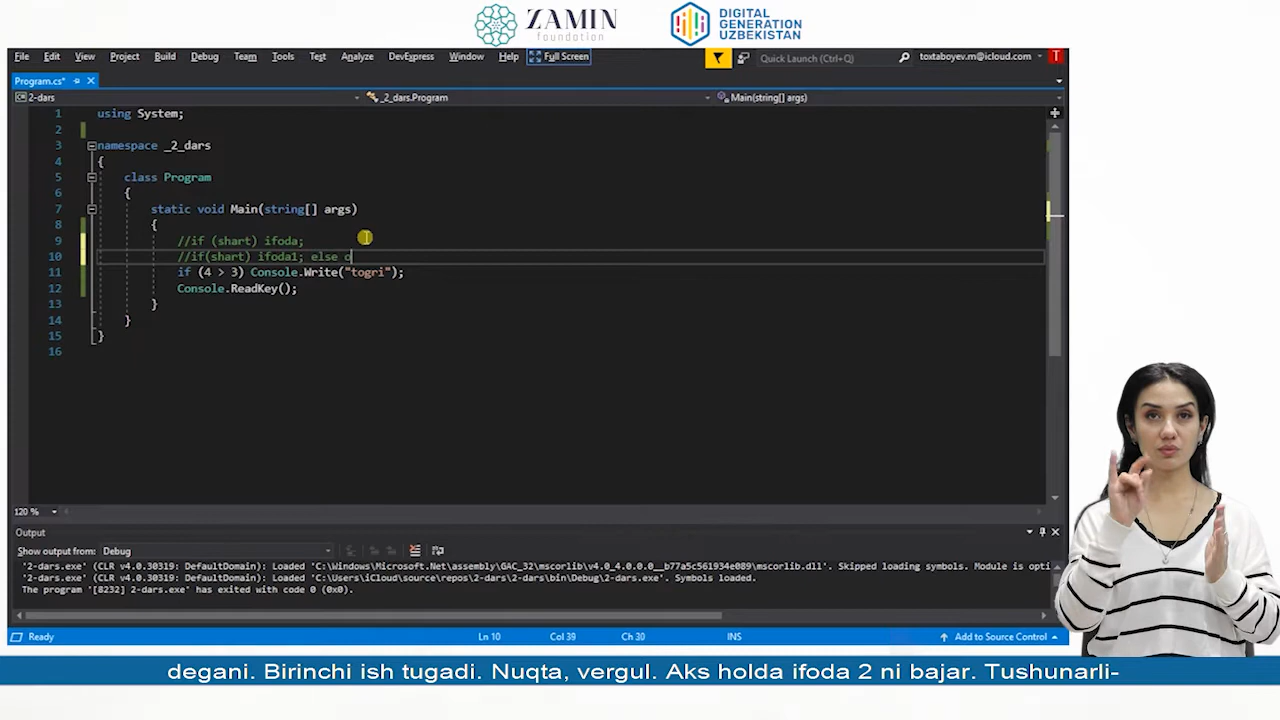 ZAMIN
foundation
DIGITAL
GENERATION
UZBEKISTAN
File Edit View Project Build Debug Team Tools Test Analyze DevExpress Window Help Full Screen Quick Launch (Ctrl+Q) toxtaboyev.m@icloud.com T
Program.cs*
2-dars _2_dars.Program Main(string[] args)
1 using System;
2
3 namespace _2_dars
4 {
5 class Program
6 {
7 static void Main(string[] args)
8 {
9 //if (shart) ifoda;
10 //if(shart) ifoda1; else o
11 if (4 > 3) Console.Write("togri");
12 Console.ReadKey();
13 }
14 }
15 }
16
120 %
Output
Show output from: Debug
'2-dars.exe' (CLR v4.0.30319: DefaultDomain): Loaded 'C:\Windows\Microsoft.Net\assembly\GAC_32\mscorlib\v4.0_4.0.0.0__b77a5c561934e089\mscorlib.dll'. Skipped loading symbols. Module is opti
'2-dars.exe' (CLR v4.0.30319: DefaultDomain): Loaded 'C:\Users\iCloud\source\repos\2-dars\2-dars\bin\Debug\2-dars.exe'. Symbols loaded.
The program '[8232] 2-dars.exe' has exited with code 0 (0x0).
Ready Ln 10 Col 39 Ch 30 INS Add to Source Control
degani. Birinchi ish tugadi. Nuqta, vergul. Aks holda ifoda 2 ni bajar. Tushunarli-